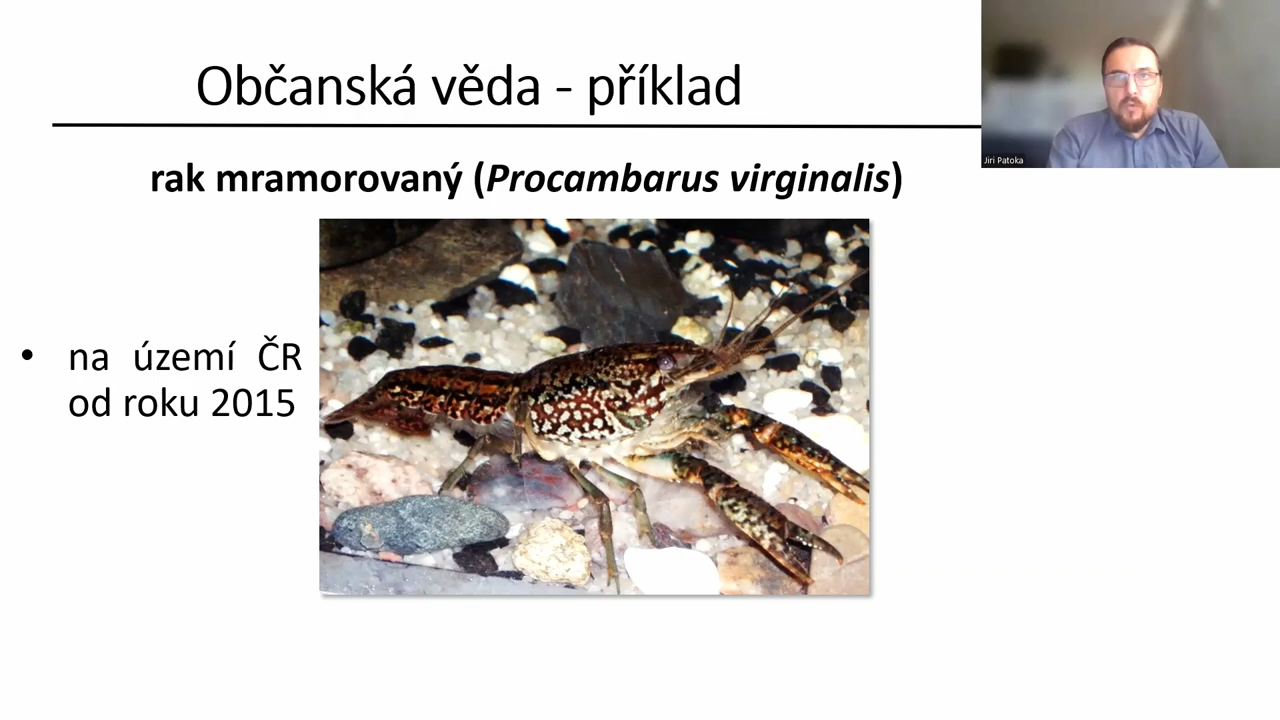 Občanská věda - příklad
Jiri Patoka
rak mramorovaný (Procambarus virginalis)
• na území ČR
od roku 2015